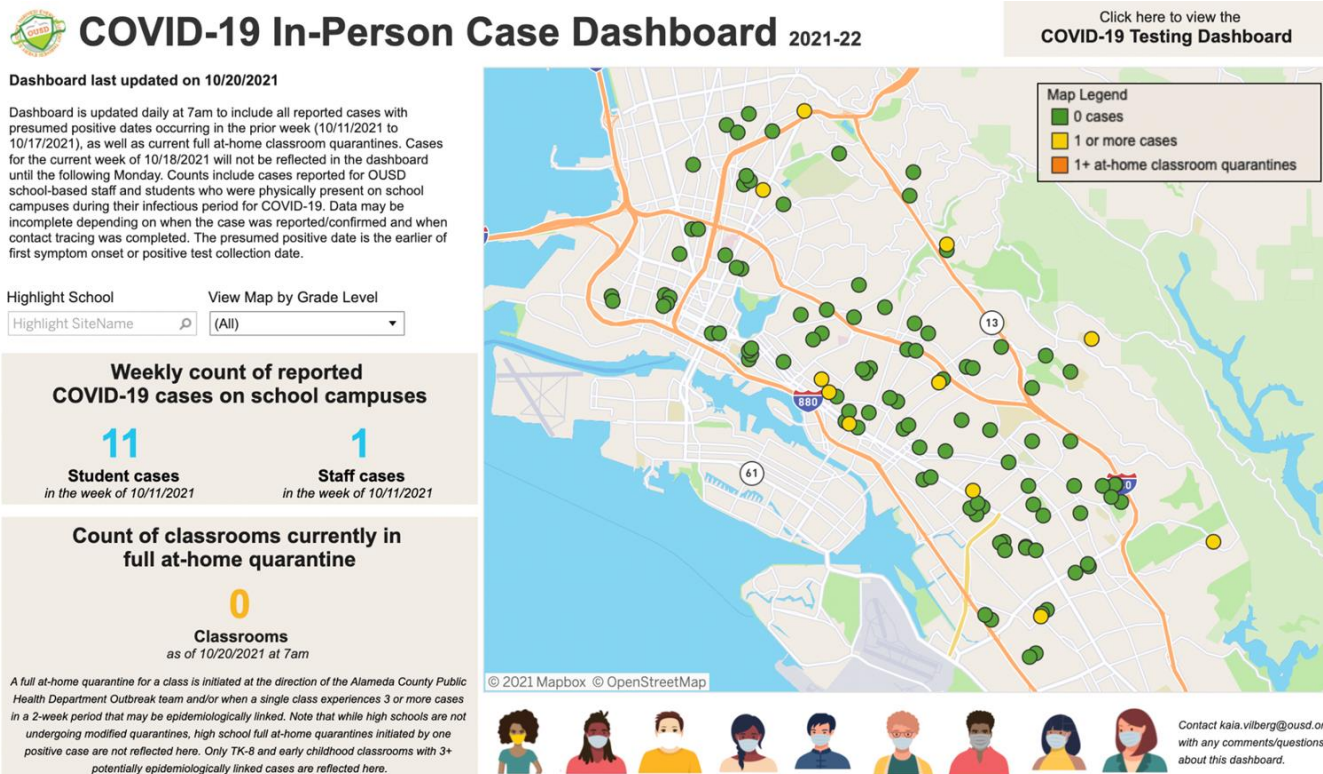 OUSD
COVID-19 In-Person Case Dashboard 2021-22
Click here to view the
COVID-19 Testing Dashboard
Dashboard last updated on 10/20/2021
Dashboard is updated daily at 7am to include all reported cases with
presumed positive dates occurring in the prior week (10/11/2021 to
10/17/2021), as well as current full at-home classroom quarantines. Cases
for the current week of 10/18/2021 will not be reflected in the dashboard
until the following Monday. Counts include cases reported for OUSD
school-based staff and students who were physically present on school
campuses during their infectious period for COVID-19. Data may be
incomplete depending on when the case was reported/confirmed and when
contact tracing was completed. The presumed positive date is the earlier of
first symptom onset or positive test collection date.
Highlight School
View Map by Grade Level
Highlight SiteName
(All)
Weekly count of reported
COVID-19 cases on school campuses
11
Student cases
in the week of 10/11/2021
1
Staff cases
in the week of 10/11/2021
Count of classrooms currently in
full at-home quarantine
0
Classrooms
as of 10/20/2021 at 7am
A full at-home quarantine for a class is initiated at the direction of the Alameda County Public
Health Department Outbreak team and/or when a single class experiences 3 or more cases
in a 2-week period that may be epidemiologically linked. Note that while high schools are not
undergoing modified quarantines, high school full at-home quarantines initiated by one
positive case are not reflected here. Only TK-8 and early childhood classrooms with 3+
potentially epidemiologically linked cases are reflected here.
Map Legend
0 cases
1 or more cases
1+ at-home classroom quarantines
13
880
61
© 2021 Mapbox © OpenStreetMap
Contact kaia.vilberg@ousd.or
with any comments/questions
about this dashboard.